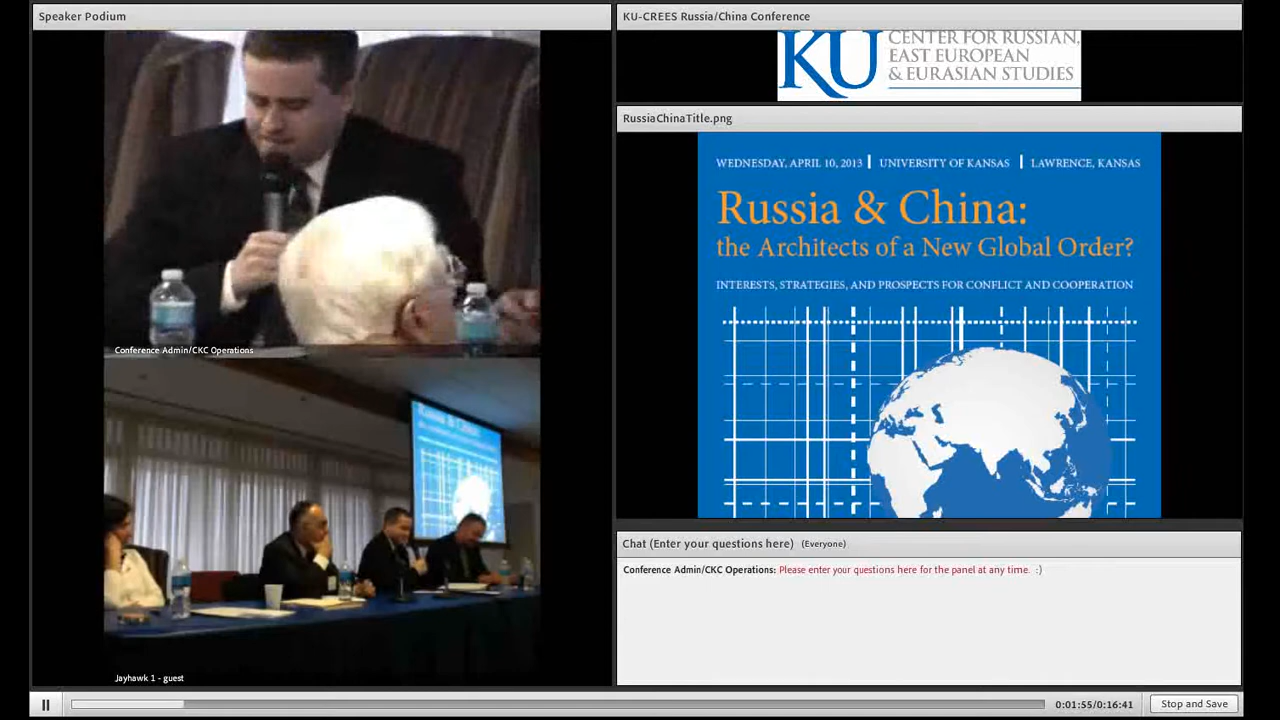 Speaker Podium
Conference Admin/CKC Operations
Russia & China
Jayhawk 1 - guest
KU-CREES Russia/China Conference
KU
CENTER FOR RUSSIAN,
EAST EUROPEAN
& EURASIAN STUDIES
RussiaChinaTitle.png
WEDNESDAY, APRIL 10, 2013 | UNIVERSITY OF KANSAS | LAWRENCE, KANSAS
Russia & China:
the Architects of a New Global Order?
INTERESTS, STRATEGIES, AND PROSPECTS FOR CONFLICT AND COOPERATION
Chat (Enter your questions here) (Everyone)
Conference Admin/CKC Operations: Please enter your questions here for the panel at any time. :)
0:01:55/0:16:41
Stop and Save